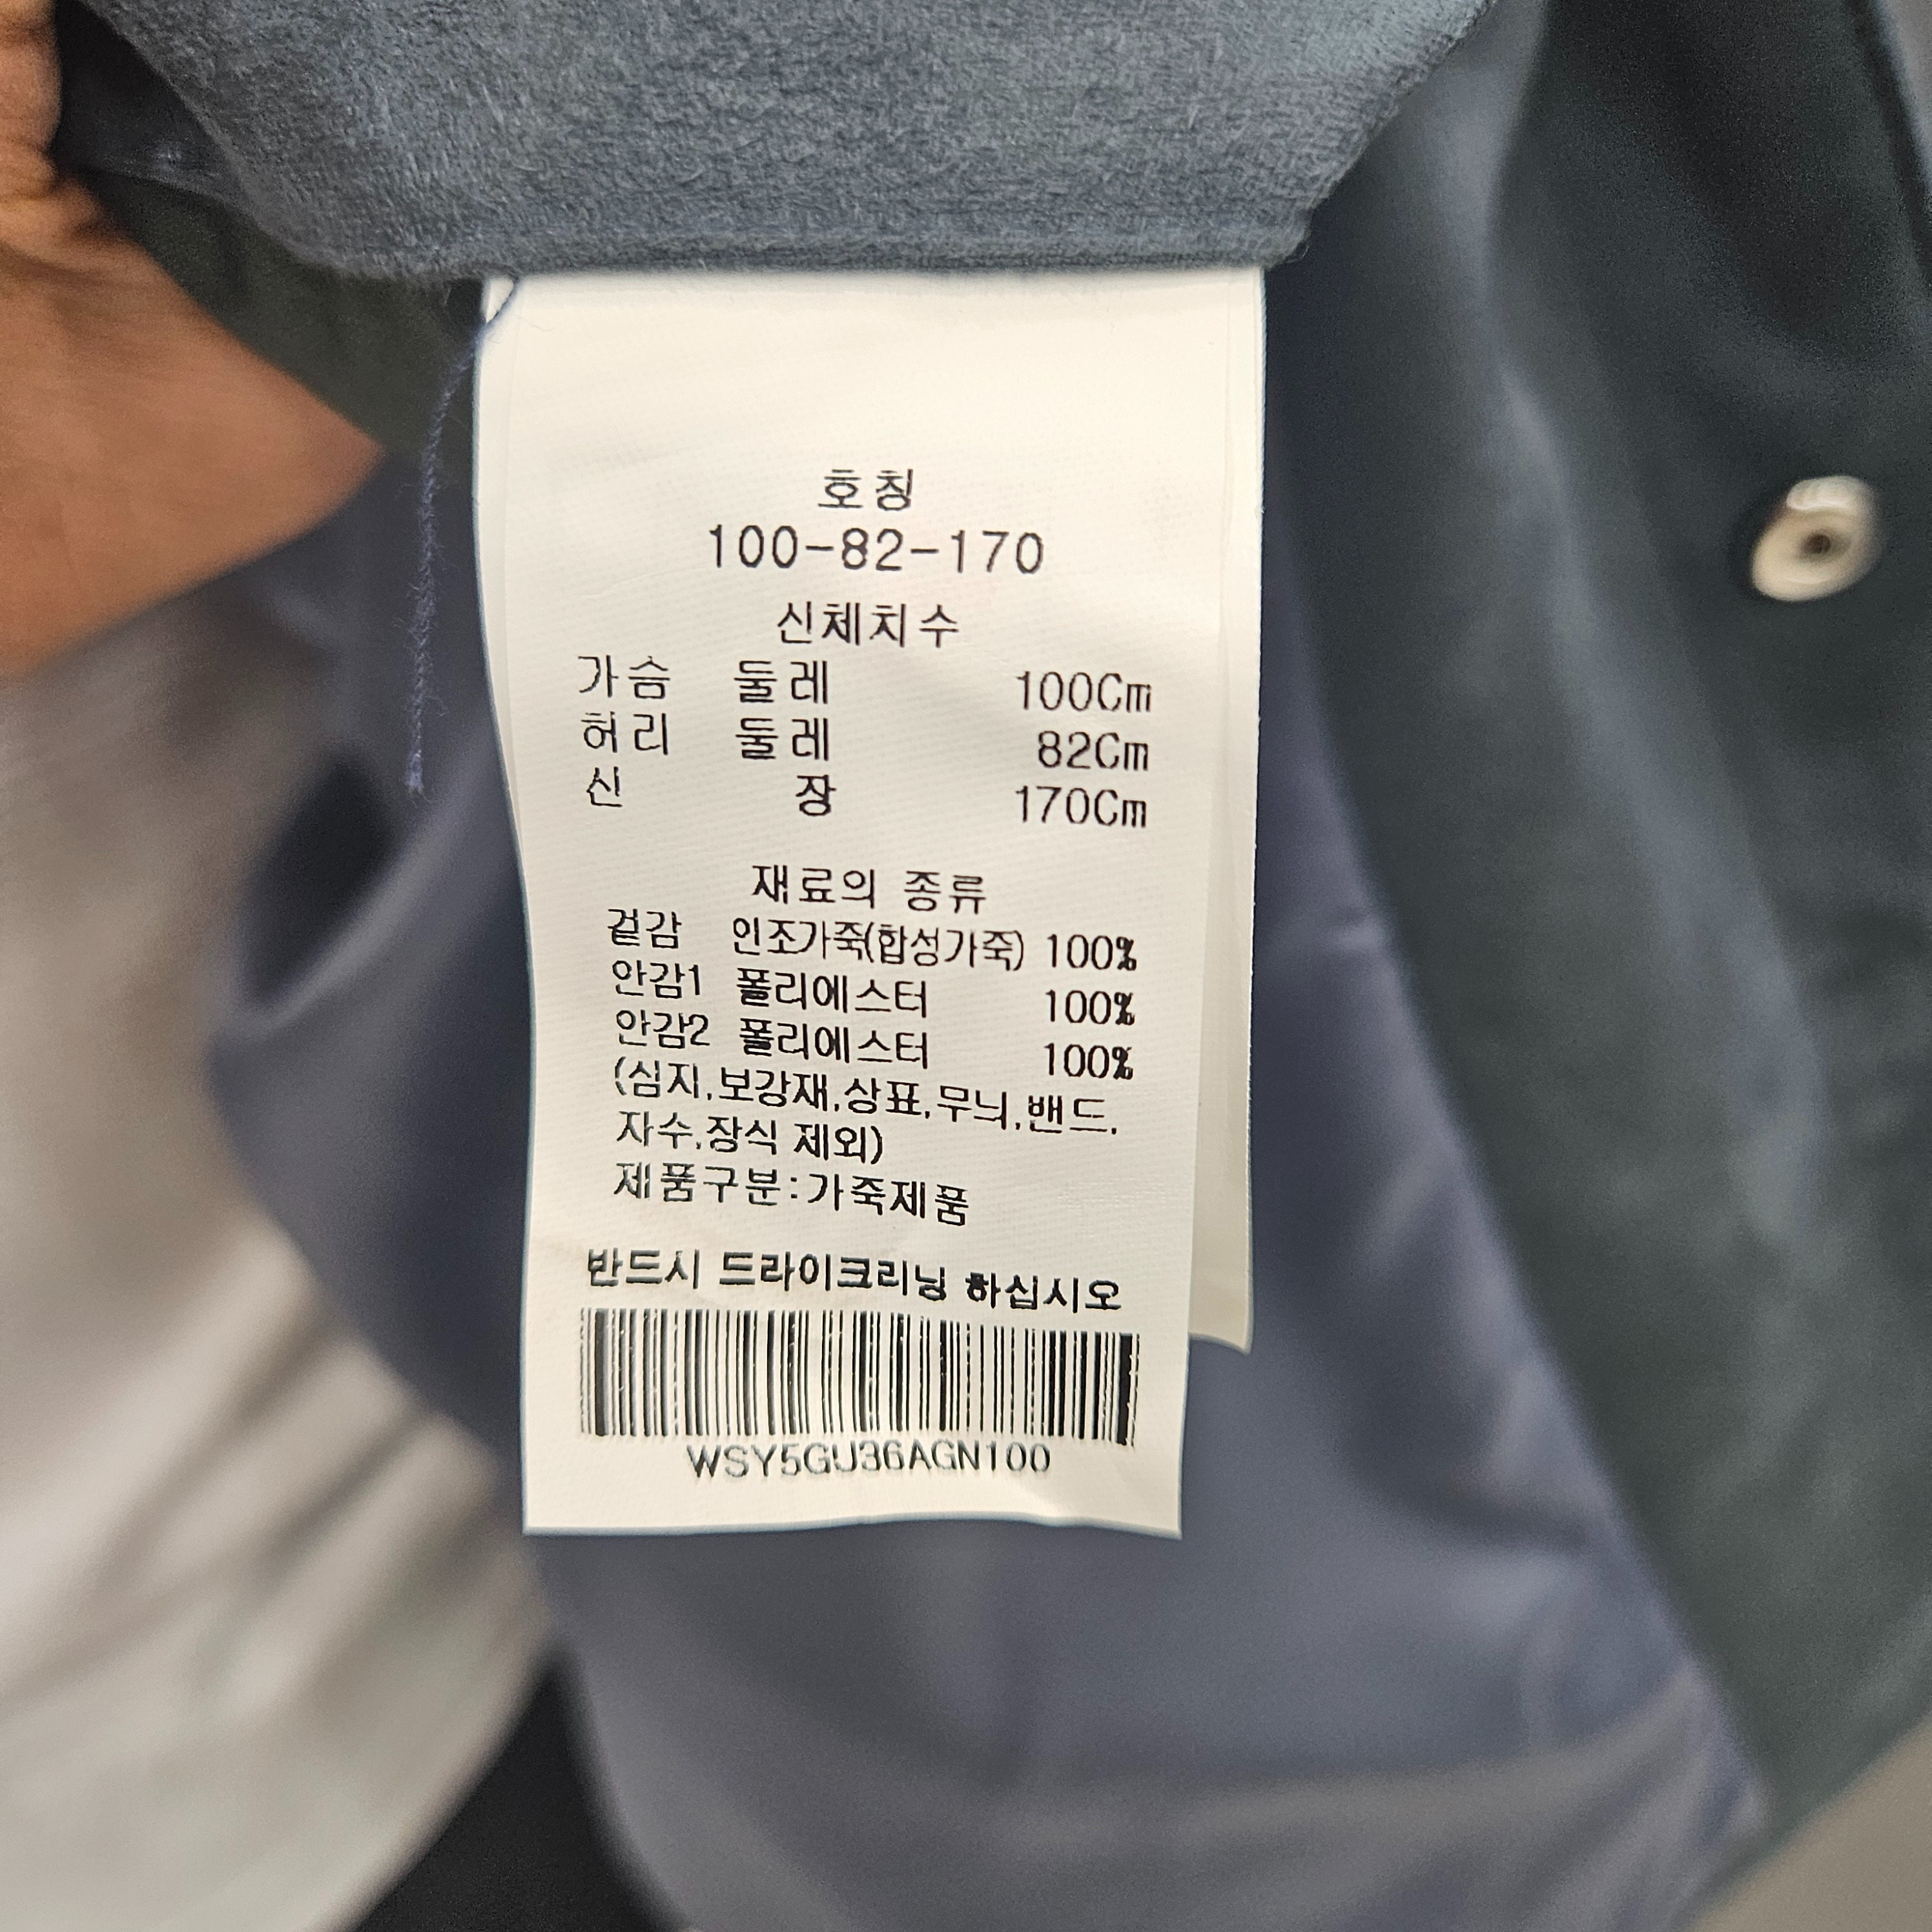 호칭
100-82-170
신체치수
가슴 둘레 100Cm
허리 둘레 82Cm
신 장 170Cm
재료의 종류
겉감 인조가죽(합성가죽) 100%
안감1 폴리에스터 100%
안감2 폴리에스터 100%
(심지,보강재,상표,무늬,밴드,
자수,장식 제외)
제품구분:가죽제품
반드시 드라이크리닝 하십시오
WSY5GU36AGN100